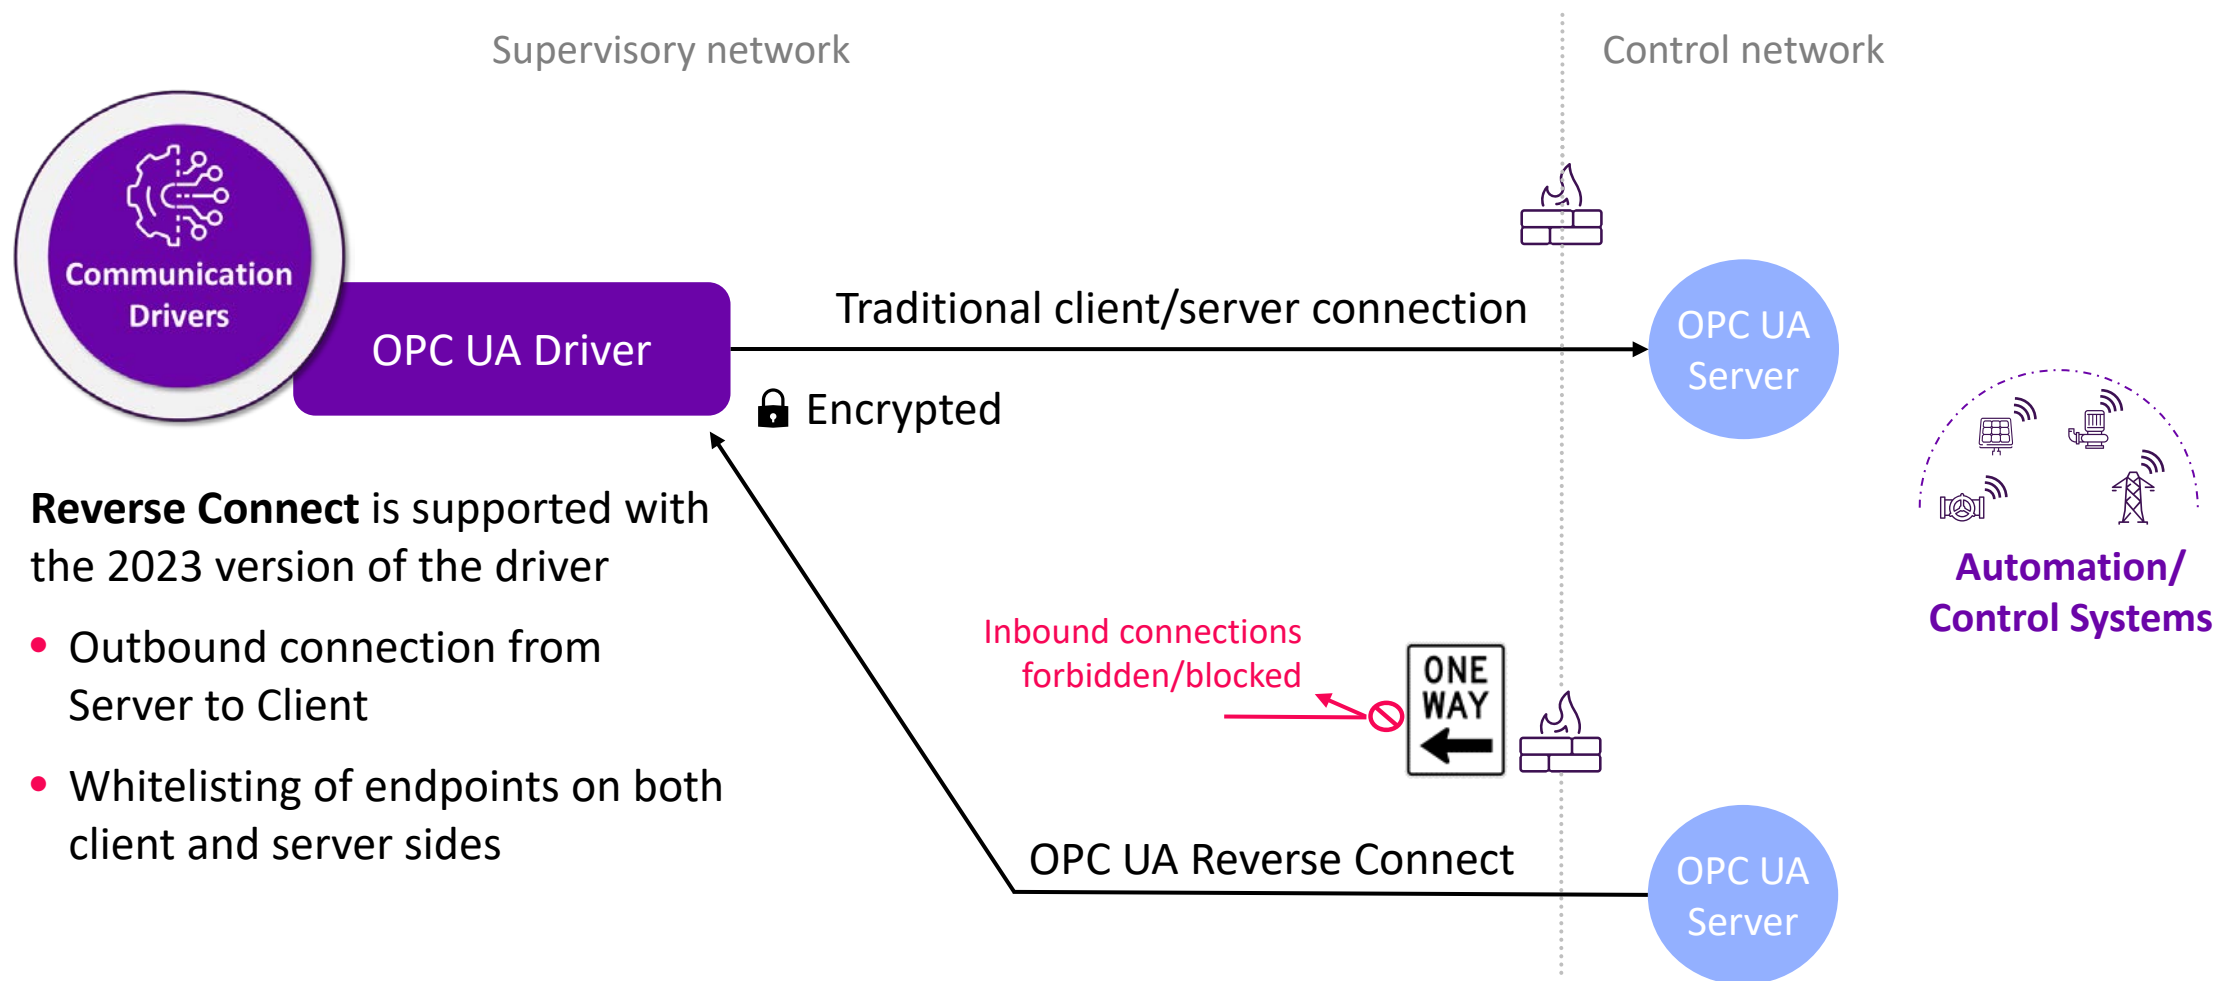 Supervisory network
Control network
Communication
Drivers
OPC UA Driver
Traditional client/server connection
OPC UA
Server
Encrypted
Reverse Connect is supported with
the 2023 version of the driver
• Outbound connection from
Server to Client
• Whitelisting of endpoints on both
client and server sides
Inbound connections
forbidden/blocked
ONE
WAY
Automation/
Control Systems
OPC UA Reverse Connect
OPC UA
Server